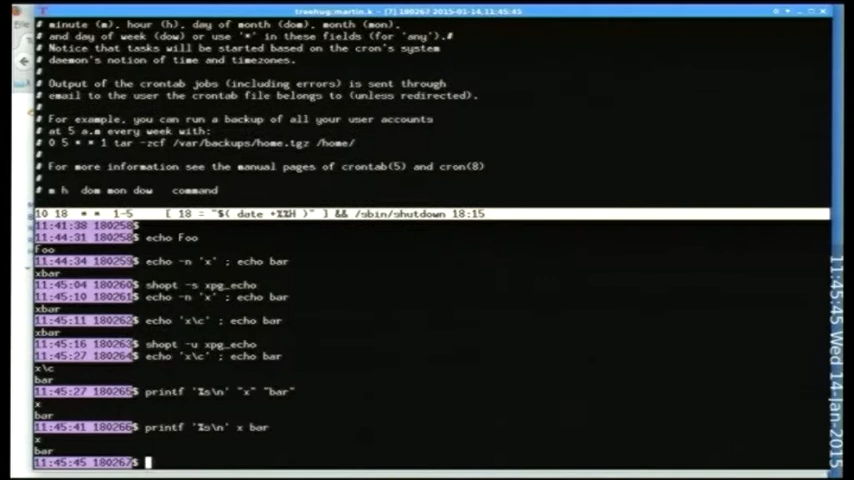 treehug:martin.k - [7] 180267 2015-01-14,11:45:45
File
# minute (m), hour (h), day of month (dom), month (mon),
# and day of week (dow) or use '*' in these fields (for 'any').#
# Notice that tasks will be started based on the cron's system
# daemon's notion of time and timezones.
#
# Output of the crontab jobs (including errors) is sent through
# email to the user the crontab file belongs to (unless redirected).
#
# For example, you can run a backup of all your user accounts
# at 5 a.m every week with:
# 0 5 * * 1 tar -zcf /var/backups/home.tgz /home/
#
# For more information see the manual pages of crontab(5) and cron(8)
#
# m h  dom mon dow   command
10 18  * *  1-5     [ 18 = "$( date +\%H )" ] && /sbin/shutdown 18:15
11:41:38 180258$
11:44:31 180258$ echo Foo
Foo
11:44:34 180259$ echo -n 'x' ; echo bar
xbar
11:45:04 180260$ shopt -s xpg_echo
11:45:10 180261$ echo -n 'x' ; echo bar
xbar
11:45:11 180262$ echo 'x\c' ; echo bar
xbar
11:45:16 180263$ shopt -u xpg_echo
11:45:27 180264$ echo 'x\c' ; echo bar
x\c
bar
11:45:27 180265$ printf '%s\n' "x" "bar"
x
bar
11:45:41 180266$ printf '%s\n' x bar
x
bar
11:45:45 180267$
11:45:45 Wed 14-Jan-2015